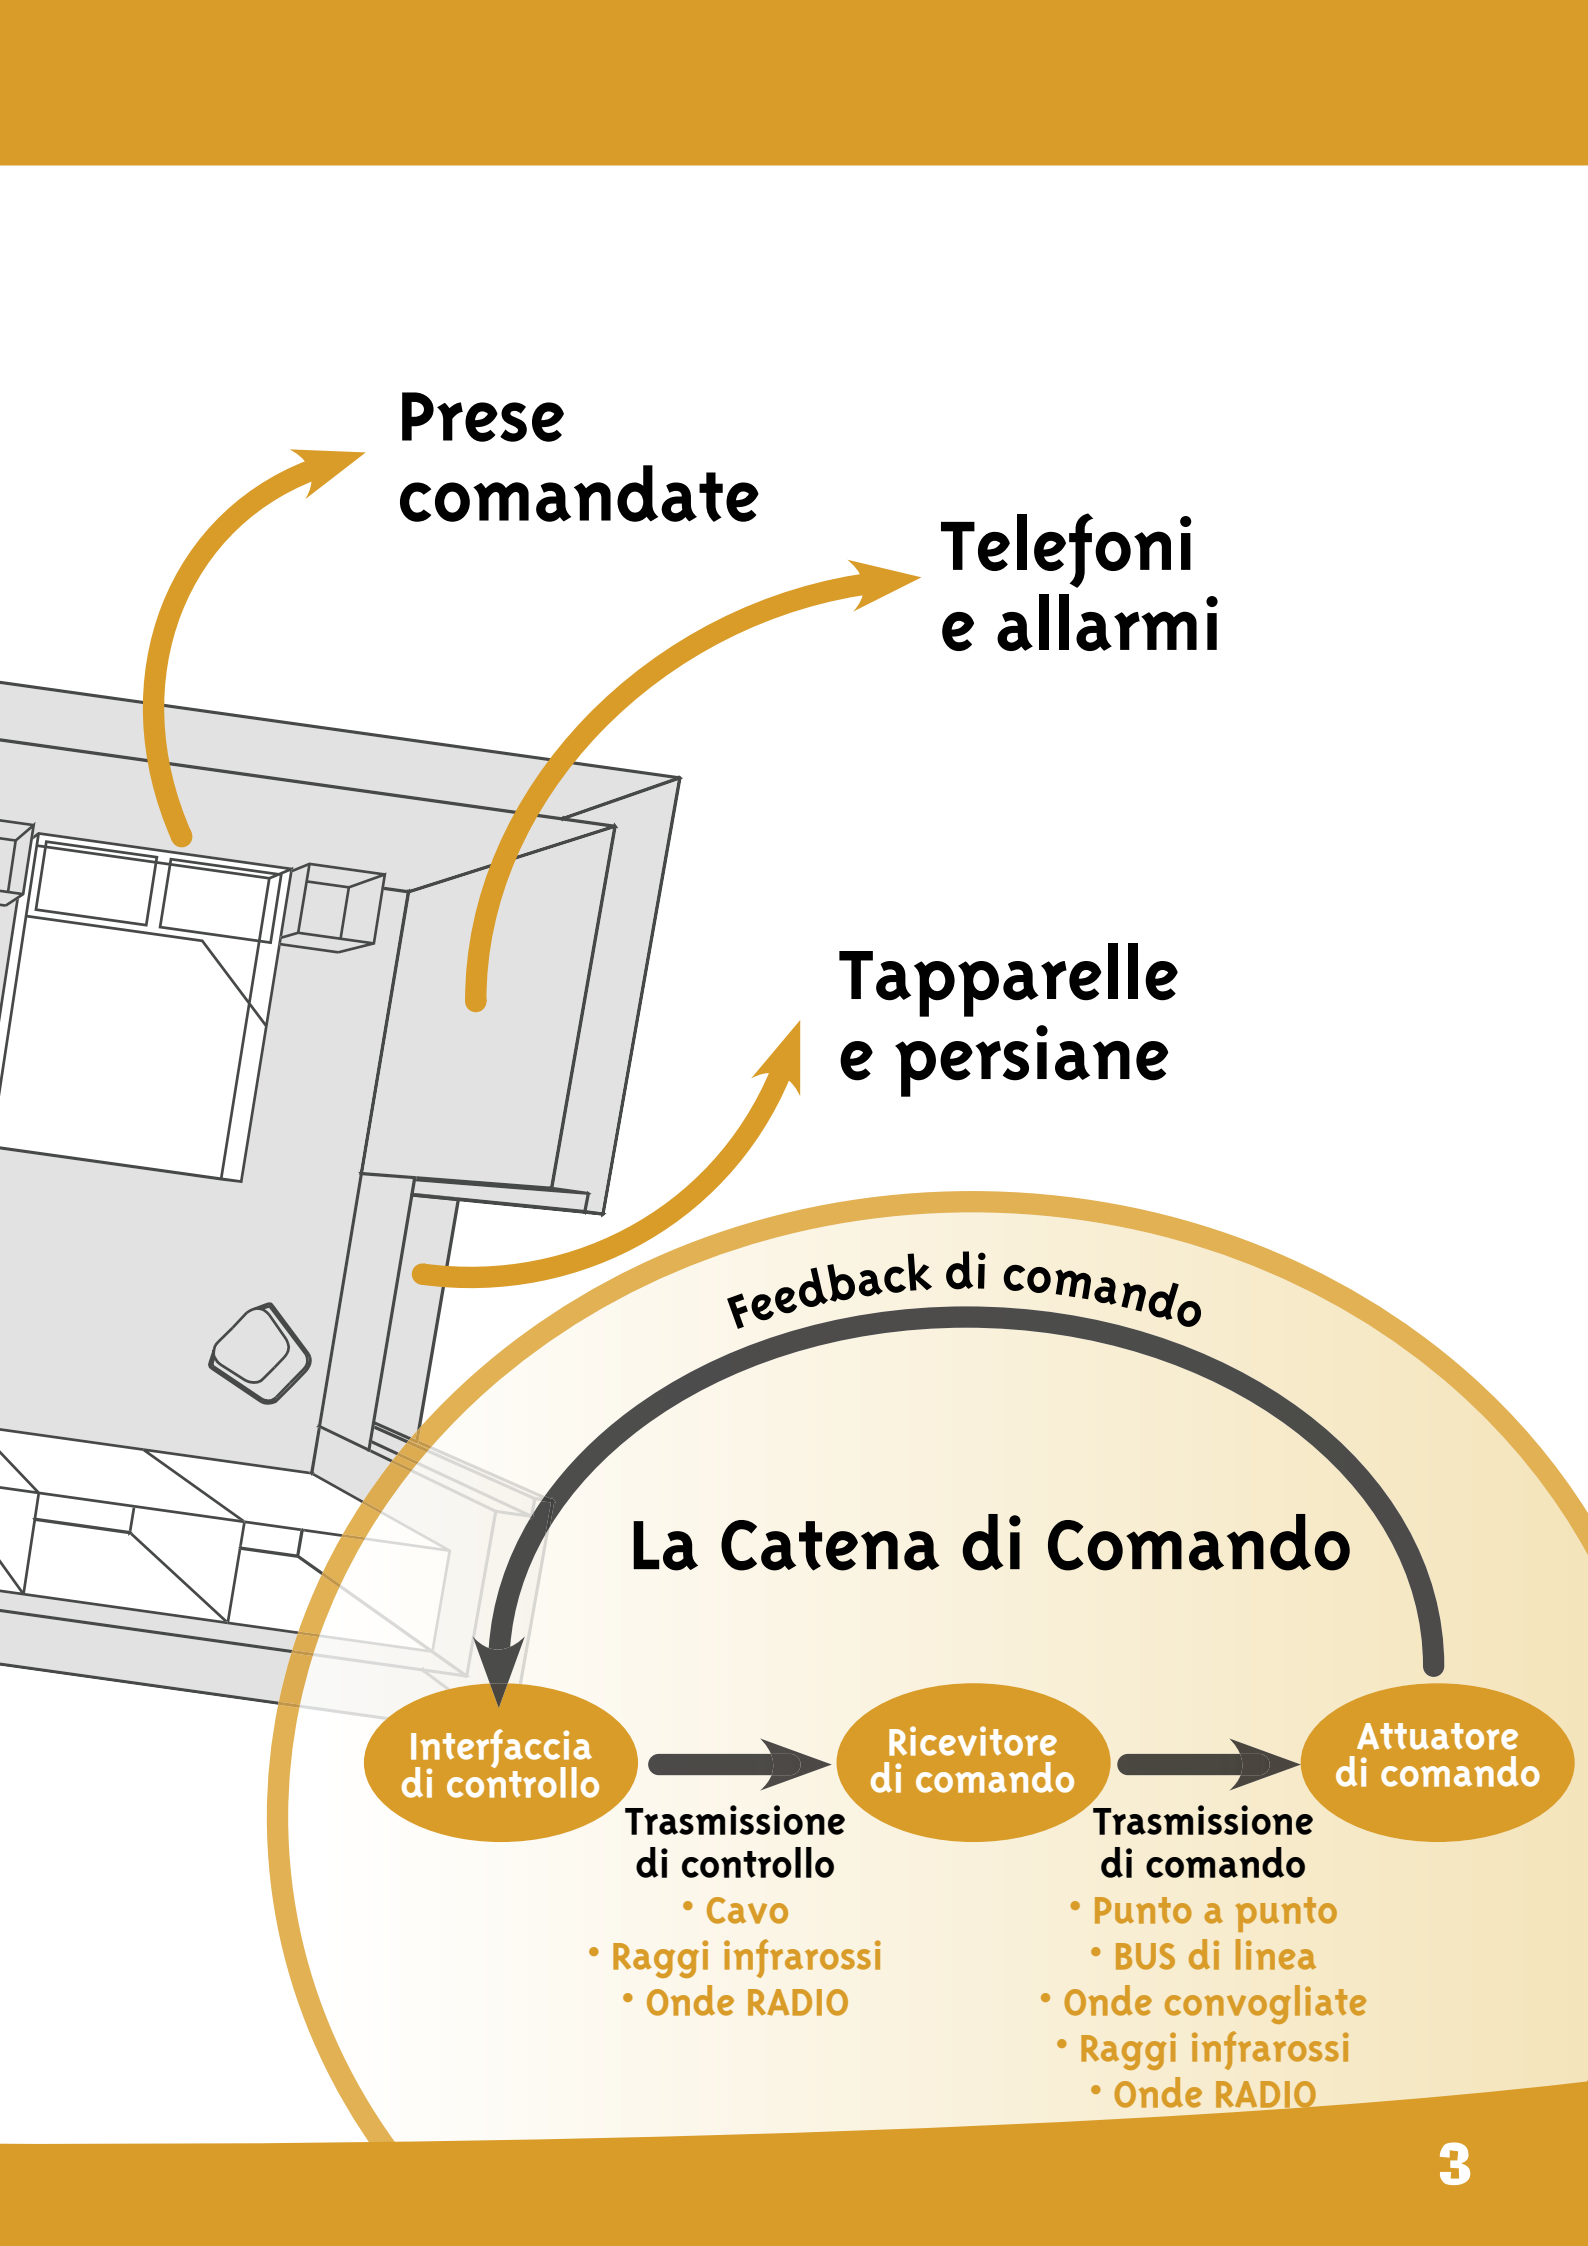 Prese
comandate
Telefoni
e allarmi
Tapparelle
e persiane
Feedback di comando
La Catena di Comando
Interfaccia
di controllo
Ricevitore
di comando
Attuatore
di comando
Trasmissione
di controllo
• Cavo
• Raggi infrarossi
• Onde RADIO
Trasmissione
di comando
• Punto a punto
• BUS di linea
• Onde convogliate
• Raggi infrarossi
• Onde RADIO
3